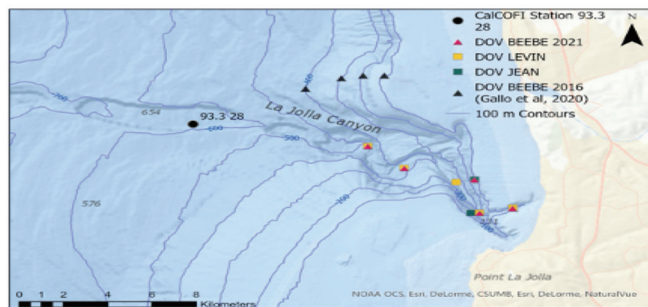 CalCOFI Station 93.3
28
DOV BEEBE 2021
DOV LEVIN
DOV JEAN
DOV BEEBE 2016
(Gallo et al, 2020)
100 m Contours
N
La Jolla Canyon
654
93.3 28
600
500
576
Point La Jolla
0 1 2 4 6 8
Kilometers
NOAA OCS, Esri, DeLorme, CSUMB, Esri, DeLorme, NaturalVue